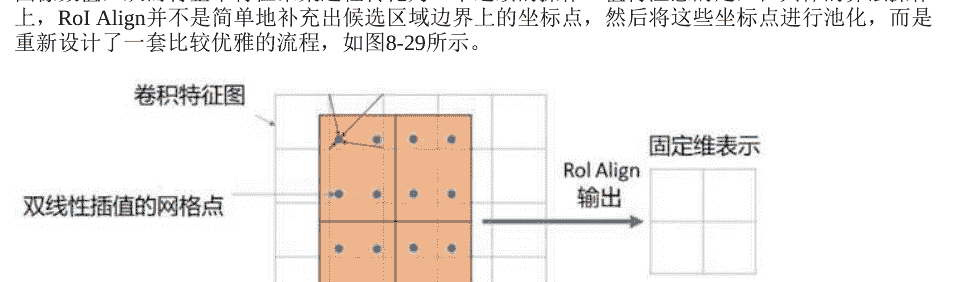 上，RoI Align并不是简单地补充出候选区域边界上的坐标点，然后将这些坐标点进行池化，而是
重新设计了一套比较优雅的流程，如图8-29所示。
卷积特征图
固定维表示
RoI Align
输出
双线性插值的网格点